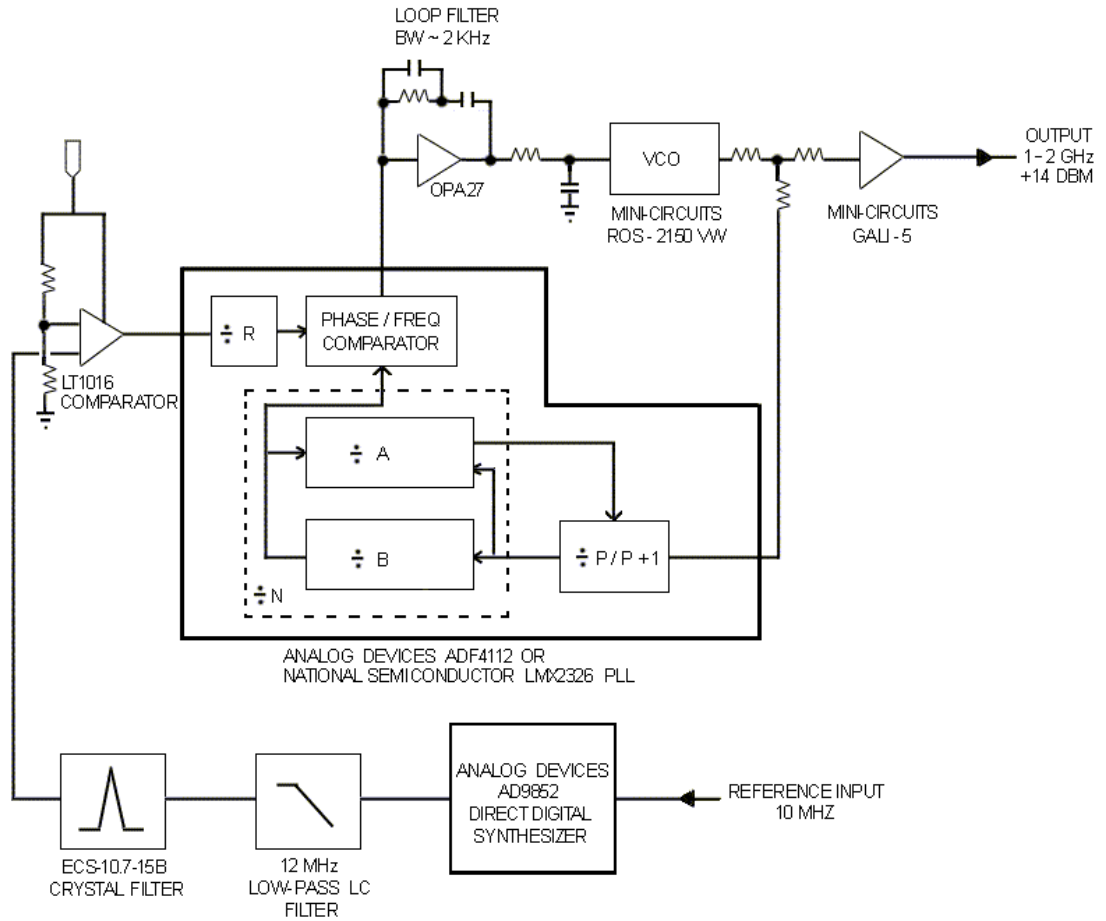 LOOP FILTER
BW ~ 2 KHz
OPA27
VCO
MINI-CIRCUITS
ROS - 2150 VW
MINI-CIRCUITS
GALI - 5
OUTPUT
1 - 2 GHz
+14 DBM
LT1016
COMPARATOR
÷ R
PHASE / FREQ
COMPARATOR
÷ A
÷ B
÷ N
÷ P / P +1
ANALOG DEVICES ADF4112 OR
NATIONAL SEMICONDUCTOR LMX2326 PLL
ECS-10.7-15B
CRYSTAL FILTER
12 MHz
LOW-PASS LC
FILTER
ANALOG DEVICES
AD9852
DIRECT DIGITAL
SYNTHESIZER
REFERENCE INPUT
10 MHZ